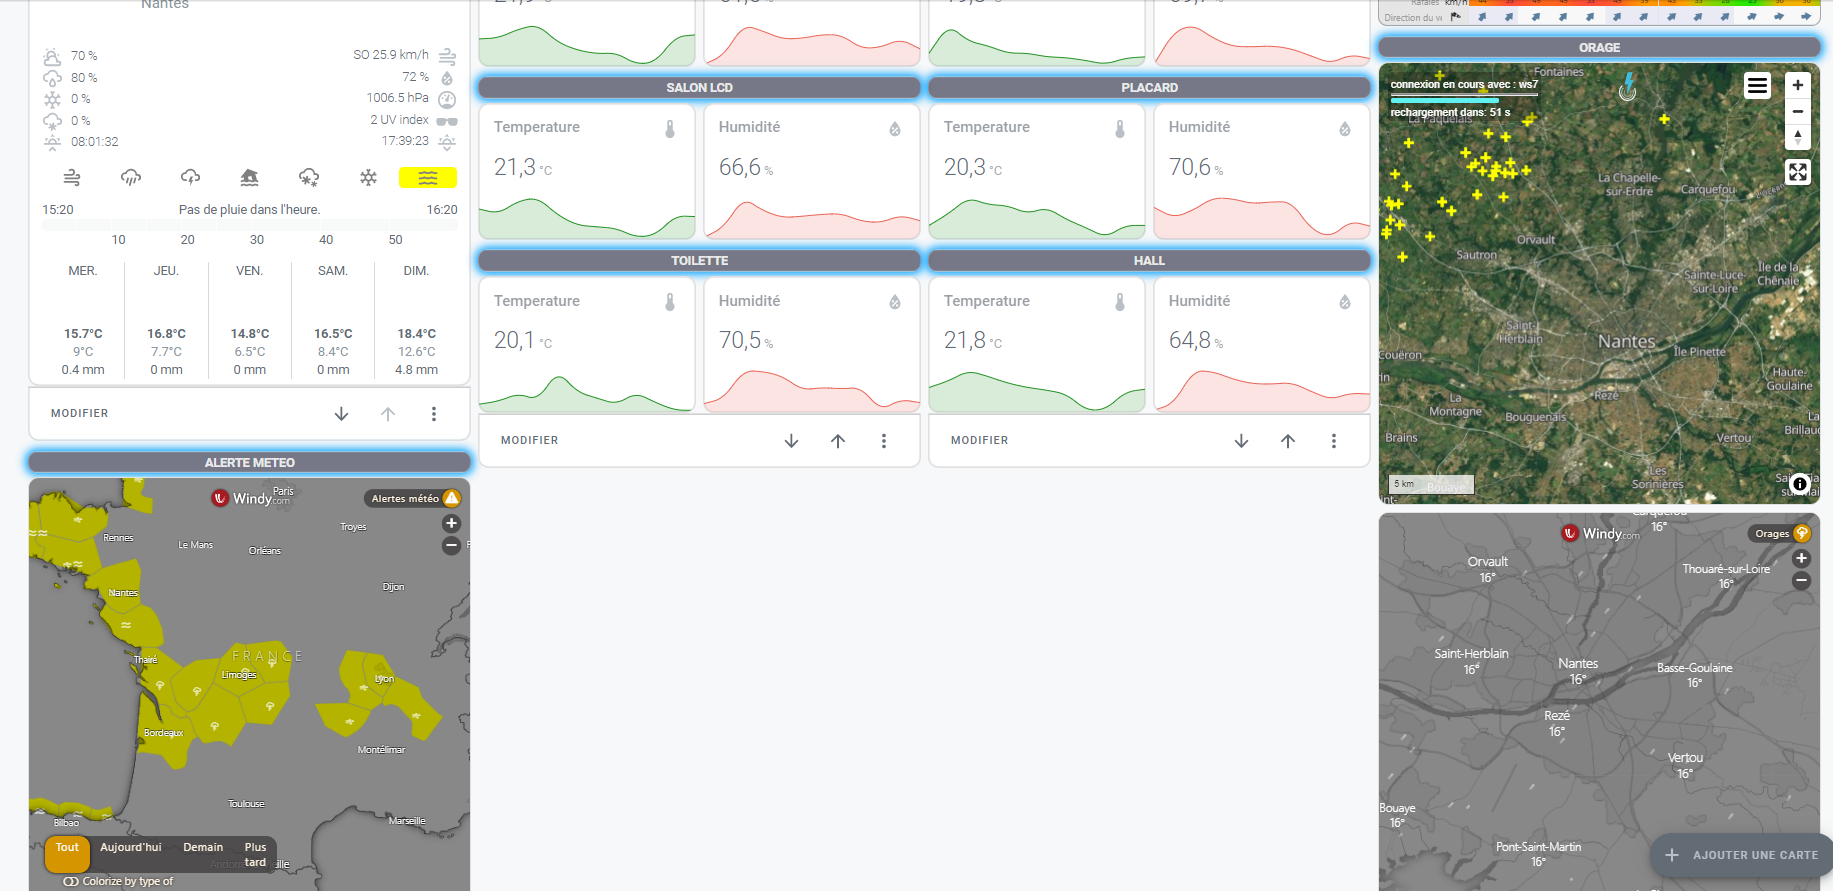 Nantes
70 %
SO 25.9 km/h
80 %
72 %
0 %
1006.5 hPa
0 %
2 UV index
08:01:32
17:39:23
15:20
Pas de pluie dans l'heure.
16:20
10 20 30 40 50
MER. JEU. VEN. SAM. DIM.
15.7°C 16.8°C 14.8°C 16.5°C 18.4°C
9°C 7.7°C 6.5°C 8.4°C 12.6°C
0.4 mm 0 mm 0 mm 0 mm 4.8 mm
MODIFIER
ALERTE METEO
Windy.com
Paris
Alertes météo
Troyes
Rennes
Le Mans
Orléans
Dijon
Nantes
Thairé
FRANCE
Limoges
Lyon
Bordeaux
Montélimar
Toulouse
Marseille
Bilbao
Tout
Aujourd'hui
Demain
Plus
tard
Colorize by type of
SALON LCD
Temperature
21,3 °C
Humidité
66,6 %
TOILETTE
Temperature
20,1 °C
Humidité
70,5 %
MODIFIER
PLACARD
Temperature
20,3 °C
Humidité
70,6 %
HALL
Temperature
21,8 °C
Humidité
64,8 %
MODIFIER
Rafales km/h
Direction du v
ORAGE
Fontaines
connexion en cours avec : ws7
rechargement dans: 51 s
La Paquelais
La Chapelle-
sur-Erdre
Carquefou
Orvault
Sautron
Sainte-Luce-
sur-Loire
Île de la
Chénaie
Saint-
Herblain
Nantes
Île Pinette
Couëron
Haute-
Goulaine
Rezé
La
Montagne
Bouguenais
La
Brillau
Brains
Vertou
Les
Sorinières
5 km
Bouaye
Windy.com
Carquefou
16°
Orages
Orvault
16°
Thouaré-sur-Loire
16°
Saint-Herblain
16°
Nantes
16°
Basse-Goulaine
16°
Rezé
16°
Vertou
16°
Bouaye
16°
Pont-Saint-Martin
16°
AJOUTER UNE CARTE